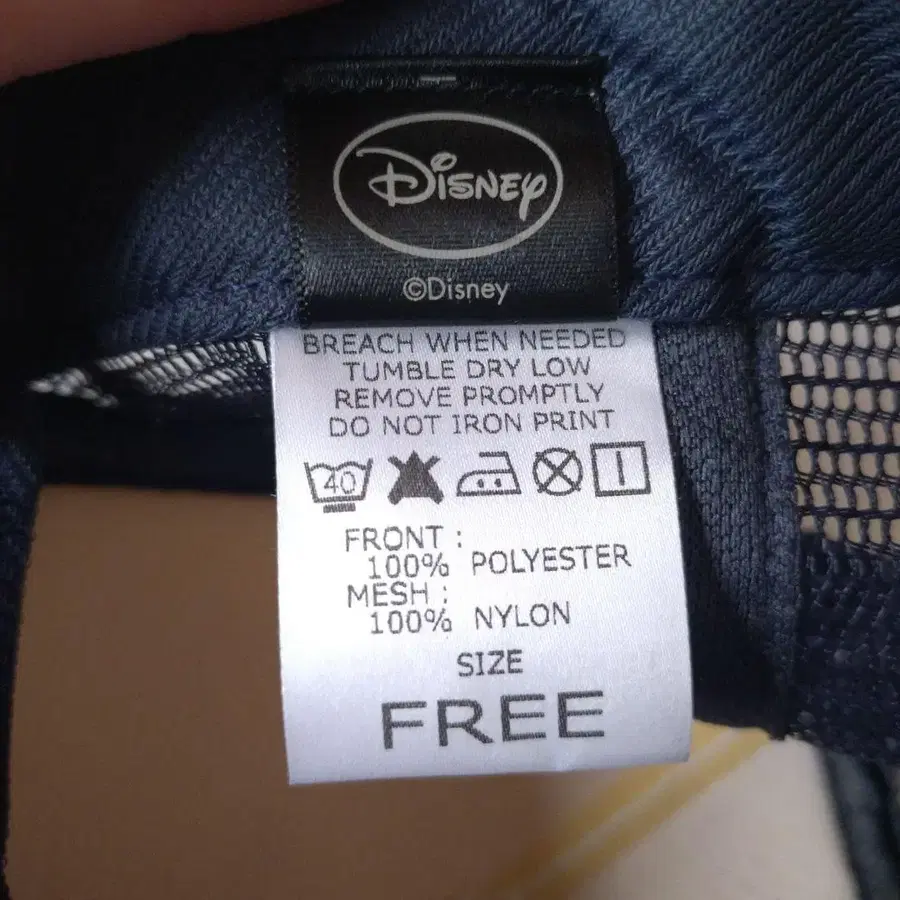 Disney
©Disney
BREACH WHEN NEEDED
TUMBLE DRY LOW
REMOVE PROMPTLY
DO NOT IRON PRINT
40
FRONT :
100% POLYESTER
MESH :
100% NYLON
SIZE
FREE